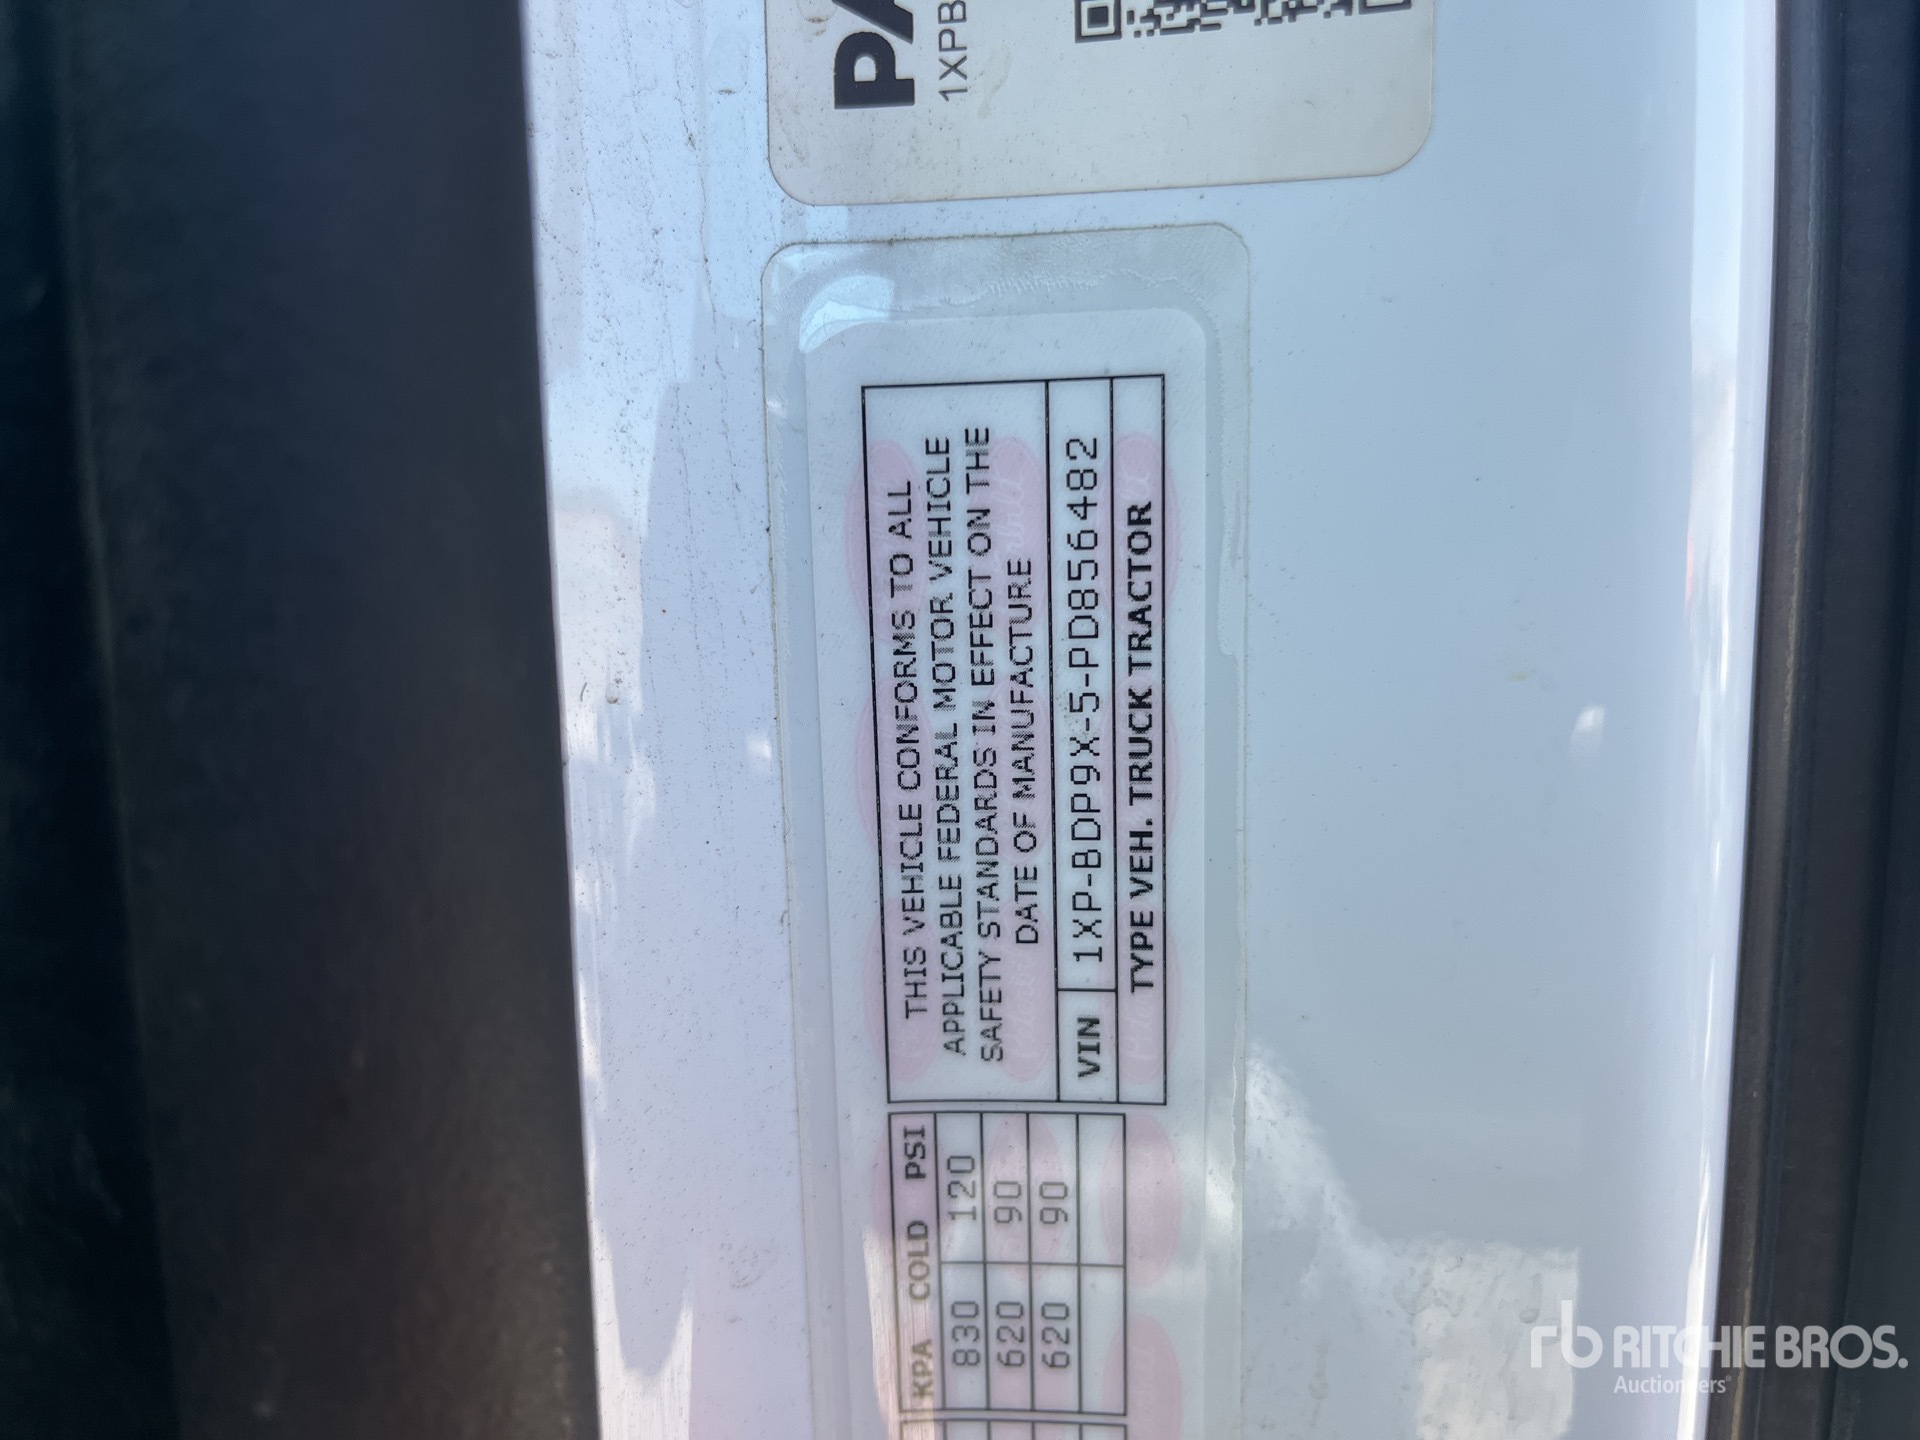 PA
1XPB
THIS VEHICLE CONFORMS TO ALL
APPLICABLE FEDERAL MOTOR VEHICLE
SAFETY STANDARDS IN EFFECT ON THE
DATE OF MANUFACTURE
VIN 1XP-BDP9X-5-PD856482
TYPE VEH. TRUCK TRACTOR
KPA COLD PSI
830 120
620 90
620 90
rb RITCHIE BROS.
Auctioneers